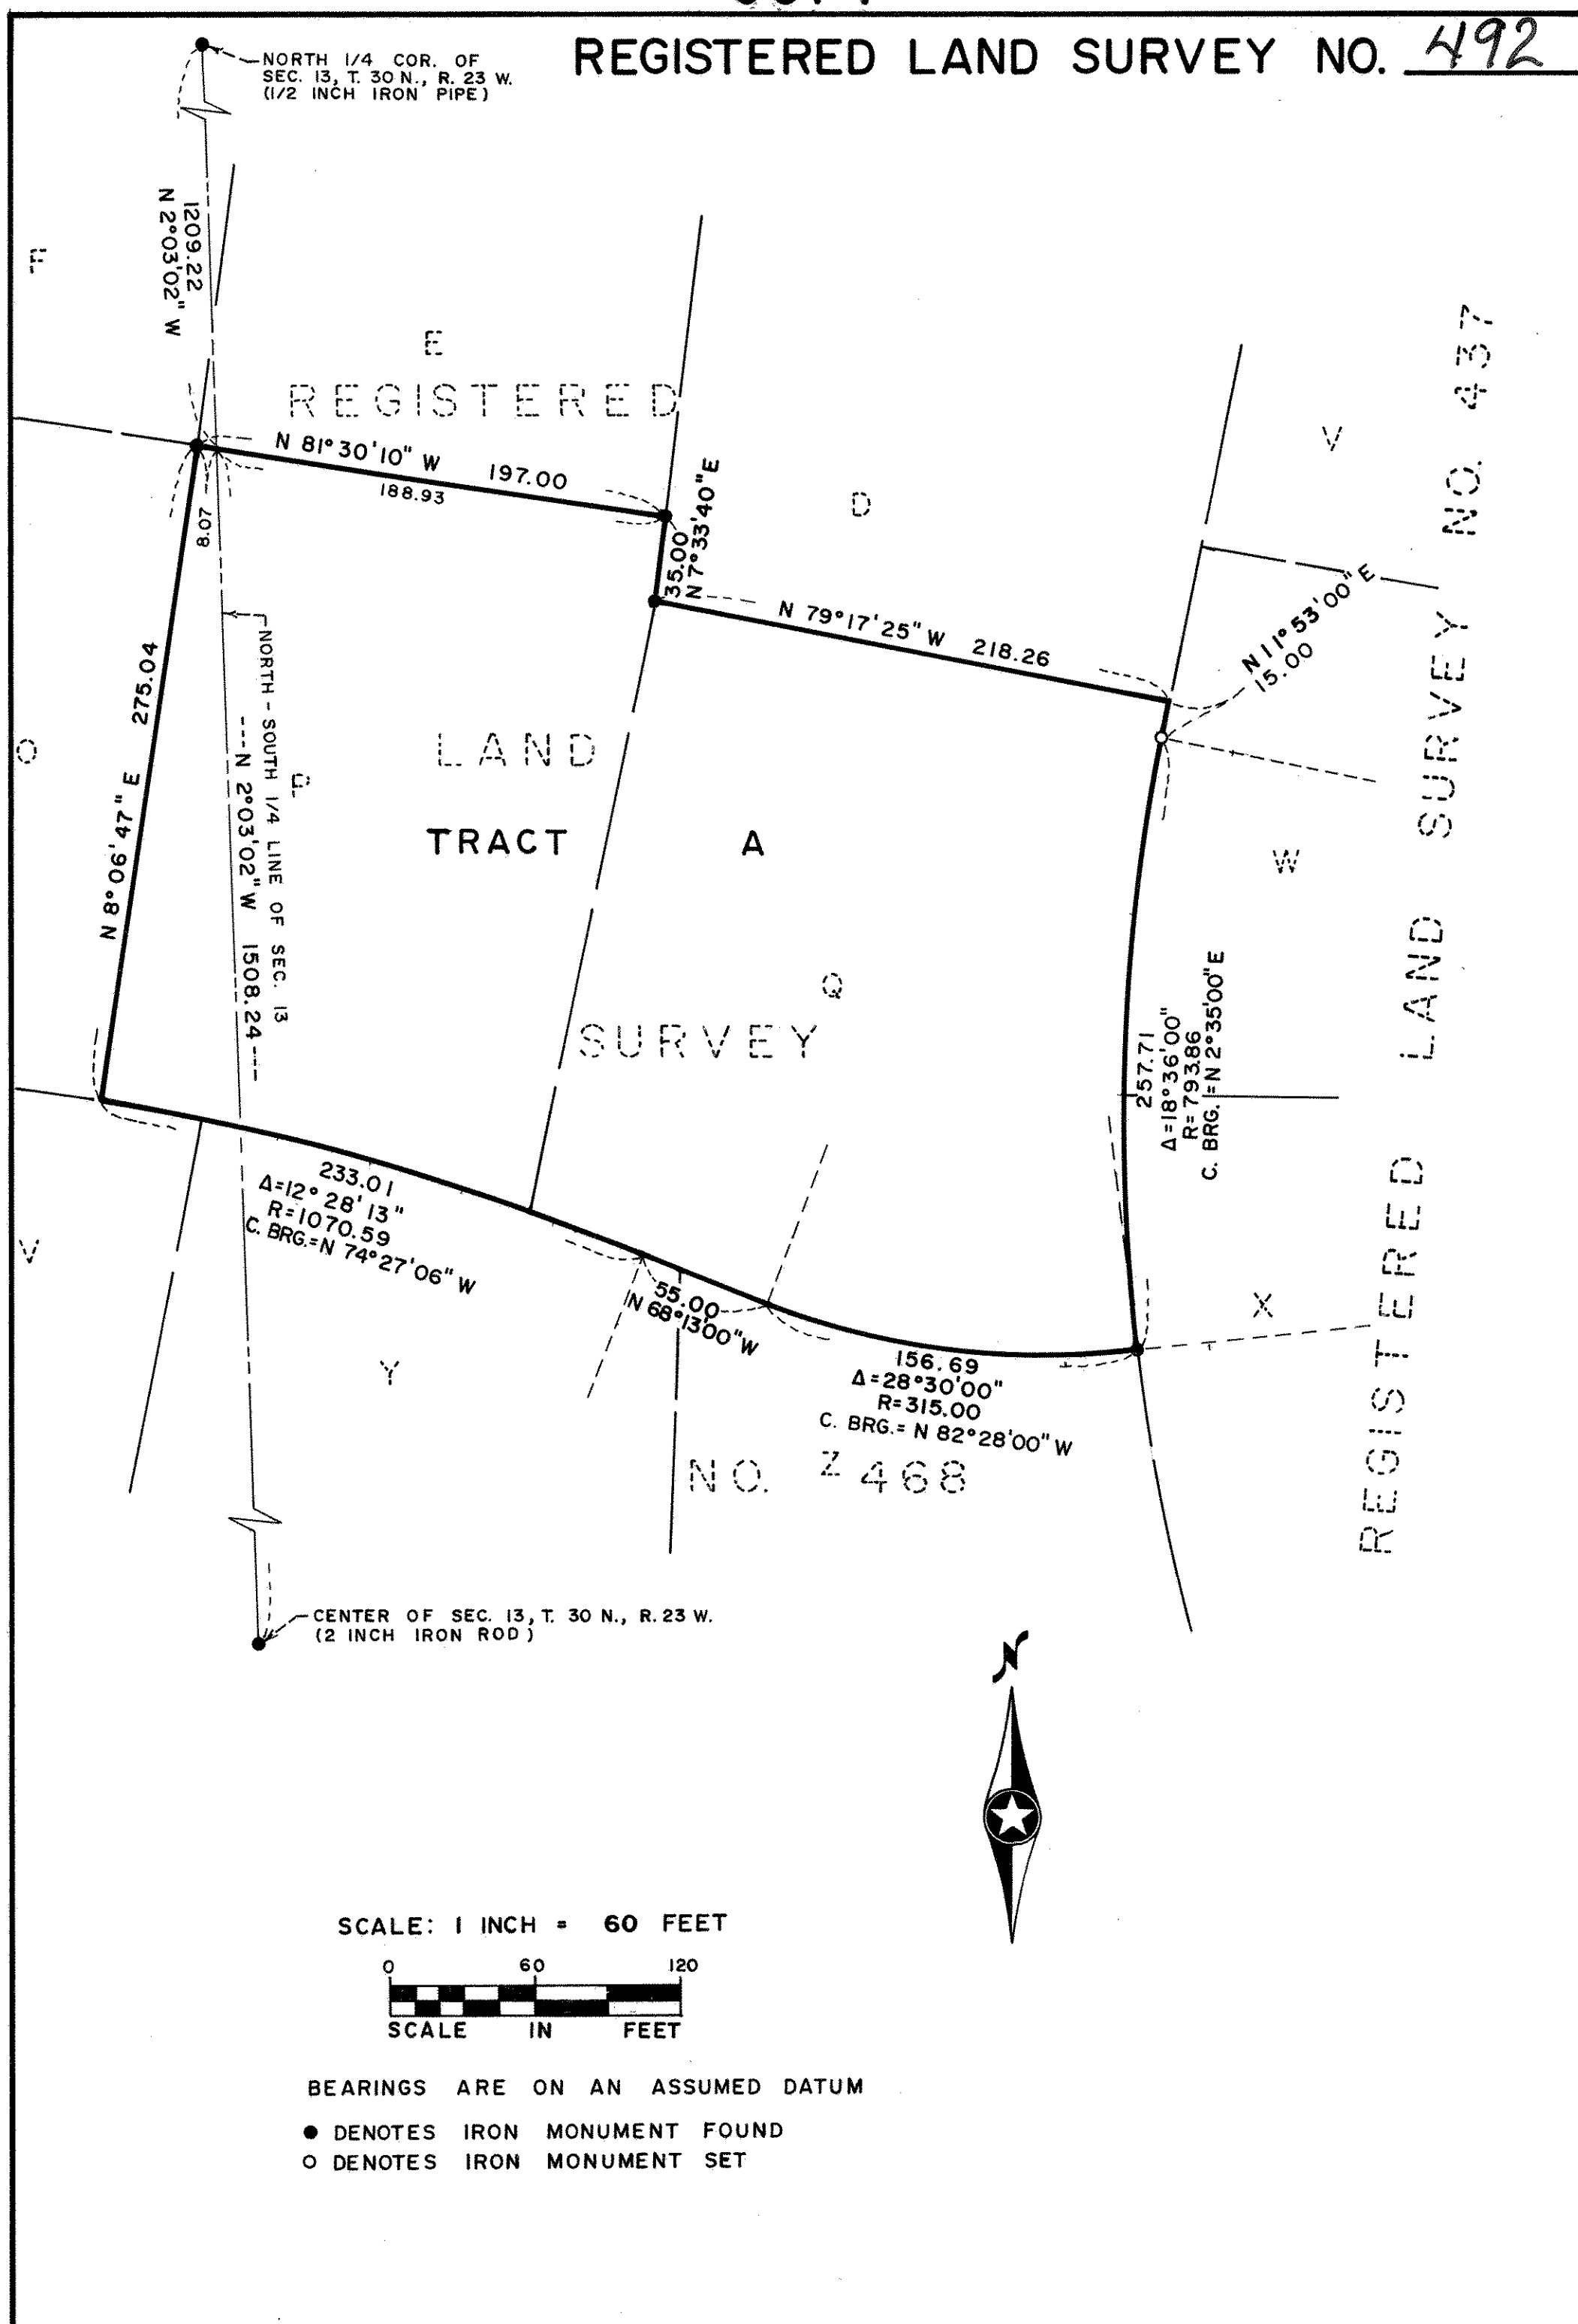 REGISTERED LAND SURVEY NO. 492
NORTH 1/4 COR. OF
SEC. 13, T. 30 N., R. 23 W.
(1/2 INCH IRON PIPE)
1209.22
N 2°03'02" W
F
E
REGISTERED
N 81°30'10" W 197.00
188.93
8.07
35.00
N 7°33'40"E
D
V
N 79°17'25" W 218.26
N 11°53'00" E
15.00
REGISTERED LAND SURVEY NO. 437
N 8°06'47" E 275.04
O
NORTH - SOUTH 1/4 LINE OF SEC. 13
N 2°03'02" W 1508.24
LAND
TRACT A
W
Q
SURVEY
257.71
Δ=18°36'00"
R=793.86
C. BRG.=N 2°35'00"E
233.01
Δ=12°28'13"
R=1070.59
C. BRG.=N 74°27'06" W
V
55.00
N 68°13'00" W
X
Y
156.69
Δ=28°30'00"
R=315.00
C. BRG.= N 82°28'00" W
NO. 468
Z
CENTER OF SEC. 13, T. 30 N., R. 23 W.
(2 INCH IRON ROD)
N
SCALE: 1 INCH = 60 FEET
0 60 120
SCALE IN FEET
BEARINGS ARE ON AN ASSUMED DATUM
● DENOTES IRON MONUMENT FOUND
○ DENOTES IRON MONUMENT SET